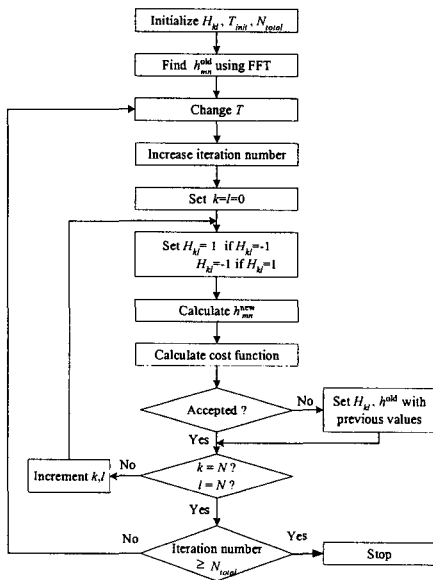 Initialize H_kl, T_init, N_total
Find h_mn^old using FFT
Change T
Increase iteration number
Set k=l=0
Set H_kl= 1 if H_kl=-1
H_kl=-1 if H_kl=1
Calculate h_mn^new
Calculate cost function
Accepted ?
No
Set H_kl, h^old with
previous values
Yes
k = N ?
l = N ?
No
Increment k,l
Yes
Iteration number
≥ N_total
No
Yes
Stop